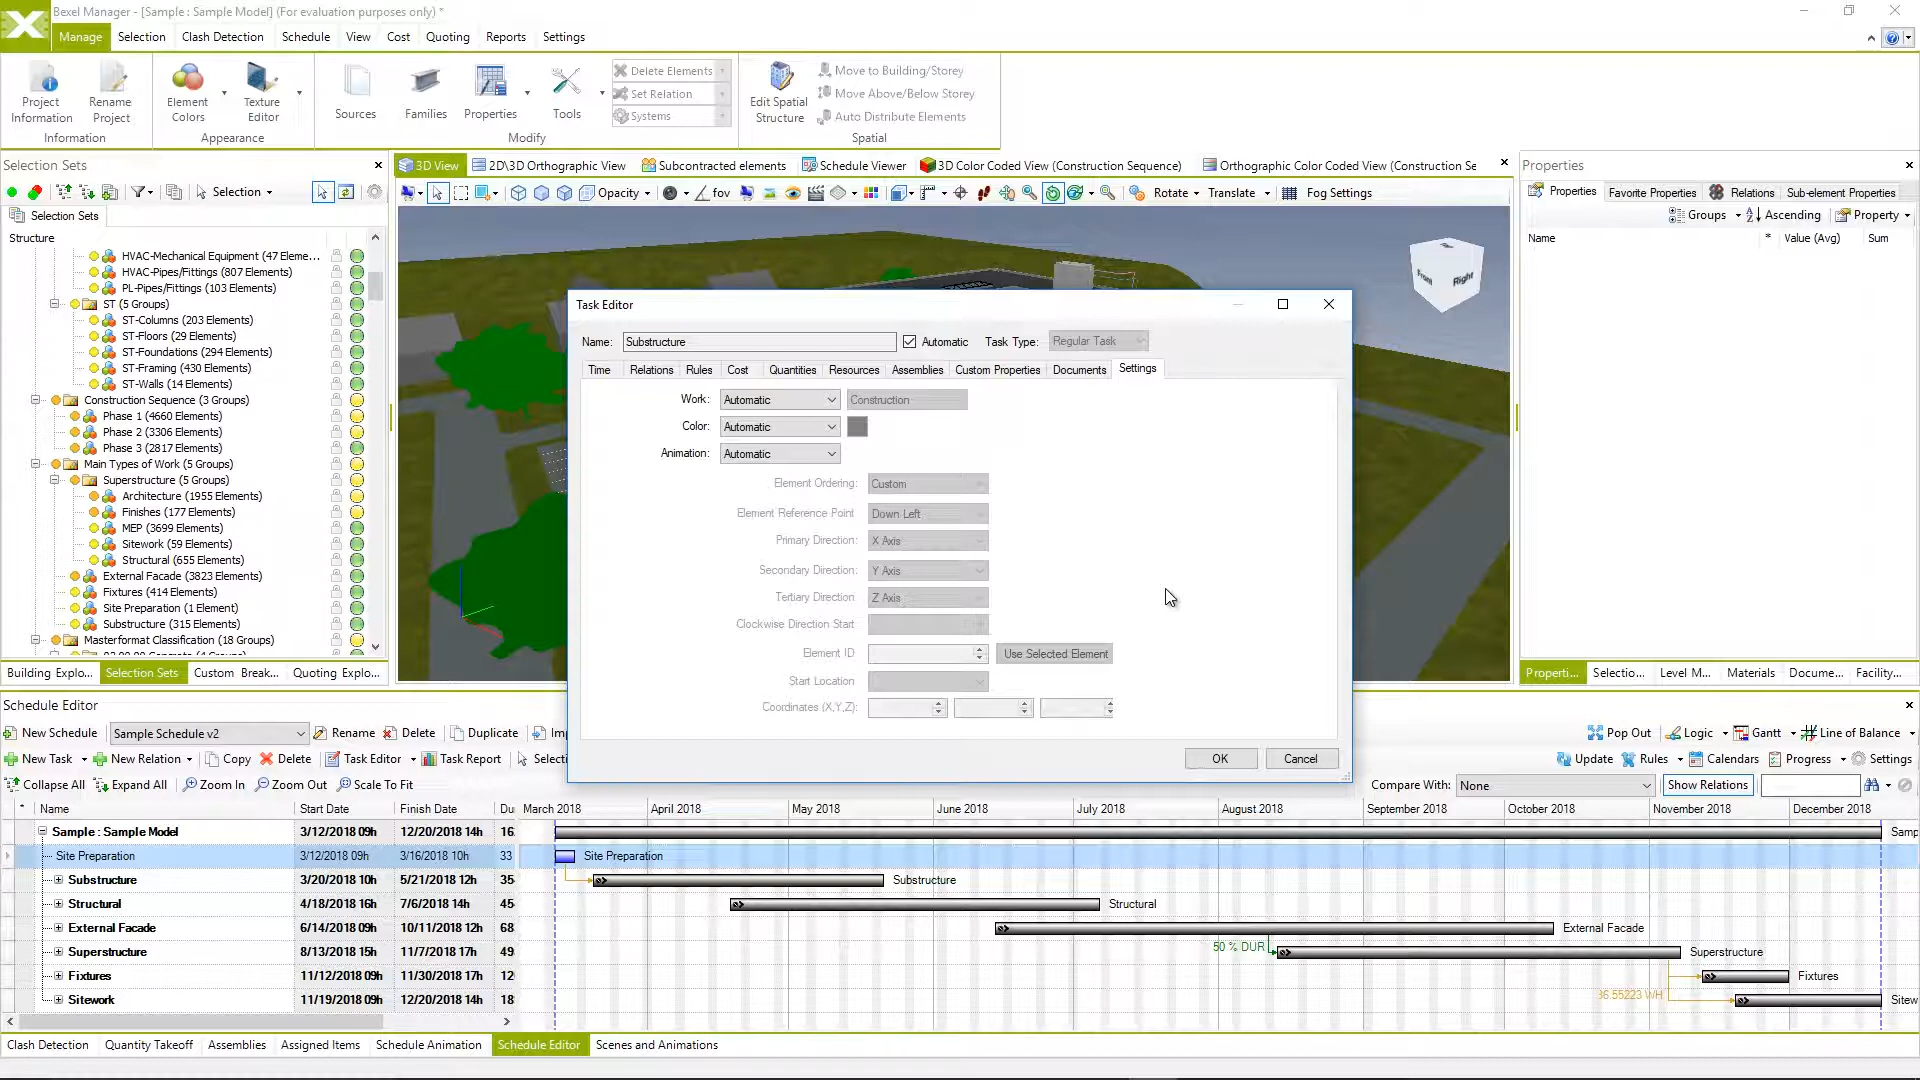 Bexel Manager - [Sample : Sample Model] (For evaluation purposes only) *
Manage Selection Clash Detection Schedule View Cost Quoting Reports Settings
Project Information
Rename Project
Information
Element Colors
Texture Editor
Appearance
Sources
Families
Properties
Tools
Delete Elements
Set Relation
Systems
Modify
Edit Spatial Structure
Move to Building/Storey
Move Above/Below Storey
Auto Distribute Elements
Spatial
Selection Sets
Selection
Selection Sets
Structure
HVAC-Mechanical Equipment (47 Eleme...
HVAC-Pipes/Fittings (807 Elements)
PL-Pipes/Fittings (103 Elements)
ST (5 Groups)
ST-Columns (203 Elements)
ST-Floors (29 Elements)
ST-Foundations (294 Elements)
ST-Framing (430 Elements)
ST-Walls (14 Elements)
Construction Sequence (3 Groups)
Phase 1 (4660 Elements)
Phase 2 (3306 Elements)
Phase 3 (2817 Elements)
Main Types of Work (5 Groups)
Superstructure (5 Groups)
Architecture (1955 Elements)
Finishes (177 Elements)
MEP (3699 Elements)
Sitework (59 Elements)
Structural (655 Elements)
External Facade (3823 Elements)
Fixtures (414 Elements)
Site Preparation (1 Element)
Substructure (315 Elements)
Masterformat Classification (18 Groups)
Building Explo... Selection Sets Custom Break... Quoting Explo...
3D View 2D\3D Orthographic View Subcontracted elements Schedule Viewer 3D Color Coded View (Construction Sequence) Orthographic Color Coded View (Construction Se
Opacity fov Rotate Translate Fog Settings
Front Right
Task Editor
Name: Substructure Automatic Task Type: Regular Task
Time Relations Rules Cost Quantities Resources Assemblies Custom Properties Documents Settings
Work: Automatic Construction
Color: Automatic
Animation: Automatic
Element Ordering: Custom
Element Reference Point Down Left
Primary Direction: X Axis
Secondary Direction: Y Axis
Tertiary Direction: Z Axis
Clockwise Direction Start:
Element ID Use Selected Element
Start Location
Coordinates (X,Y,Z):
OK Cancel
Properties
Properties Favorite Properties Relations Sub-element Properties
Groups Ascending Property
Name * Value (Avg) Sum
Properti... Selectio... Level M... Materials Docume... Facility...
Schedule Editor
New Schedule Sample Schedule v2 Rename Delete Duplicate Imp
Pop Out Logic Gantt Line of Balance
New Task New Relation Copy Delete Task Editor Task Report Selecti
Update Rules Calendars Progress Settings
Collapse All Expand All Zoom In Zoom Out Scale To Fit
Compare With: None Show Relations
Name Start Date Finish Date Du March 2018 April 2018 May 2018 June 2018 July 2018 August 2018 September 2018 October 2018 November 2018 December 2018
Sample : Sample Model 3/12/2018 09h 12/20/2018 14h 16. Samp
Site Preparation 3/12/2018 09h 3/16/2018 10h 33 Site Preparation
Substructure 3/20/2018 10h 5/21/2018 12h 35 Substructure
Structural 4/18/2018 16h 7/6/2018 14h 45 Structural
External Facade 6/14/2018 09h 10/11/2018 12h 68 External Facade
50 % DUR
Superstructure 8/13/2018 15h 11/7/2018 17h 49 Superstructure
Fixtures 11/12/2018 09h 11/30/2018 17h 12 Fixtures
36.55223 WH
Sitework 11/19/2018 09h 12/20/2018 14h 18 Sitew
Clash Detection Quantity Takeoff Assemblies Assigned Items Schedule Animation Schedule Editor Scenes and Animations